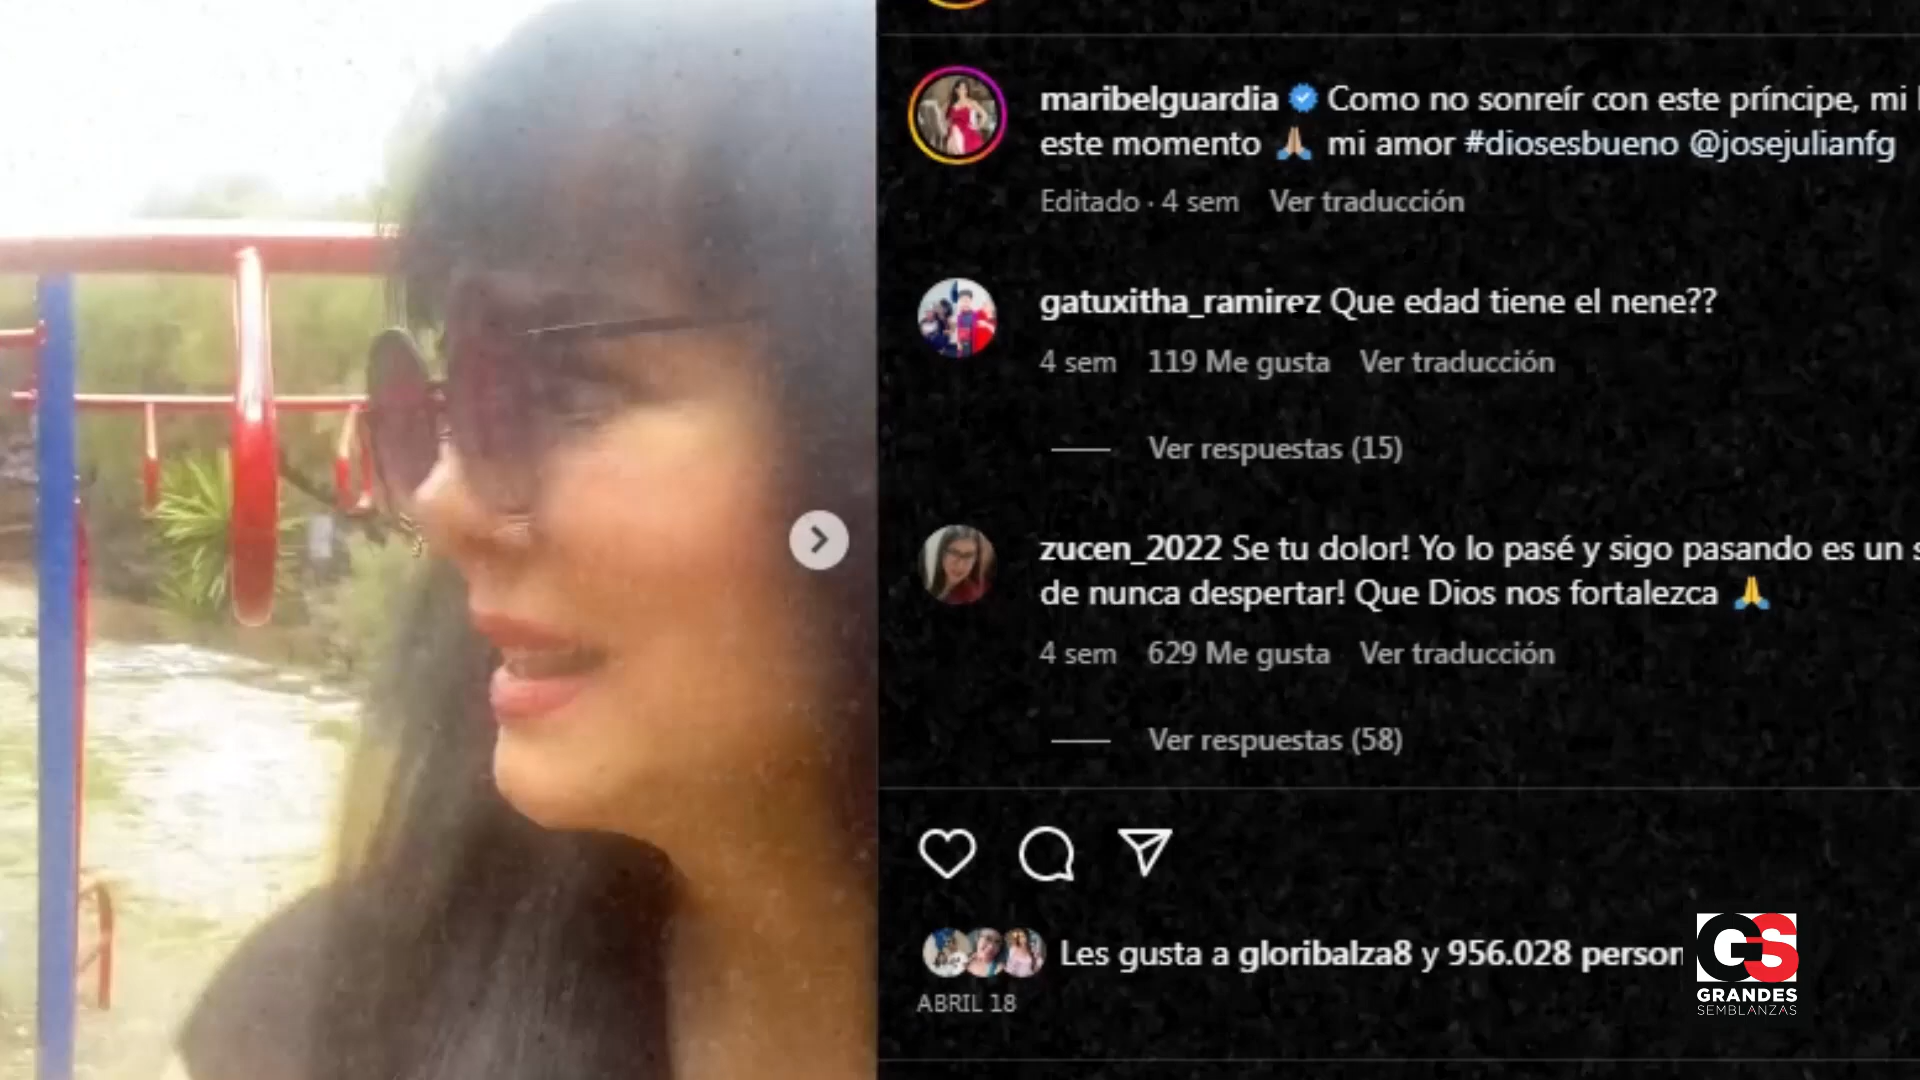 maribelguardia Como no sonreír con este príncipe, mi
este momento 🙏 mi amor #diosesbueno @josejulianfg
Editado · 4 sem Ver traducción
gatuxitha_ramirez Que edad tiene el nene??
4 sem 119 Me gusta Ver traducción
Ver respuestas (15)
zucen_2022 Se tu dolor! Yo lo pasé y sigo pasando es un
de nunca despertar! Que Dios nos fortalezca 🙏
4 sem 629 Me gusta Ver traducción
Ver respuestas (58)
Les gusta a gloribalza8 y 956.028 person
ABRIL 18
GS
GRANDES
SEMBLANZAS